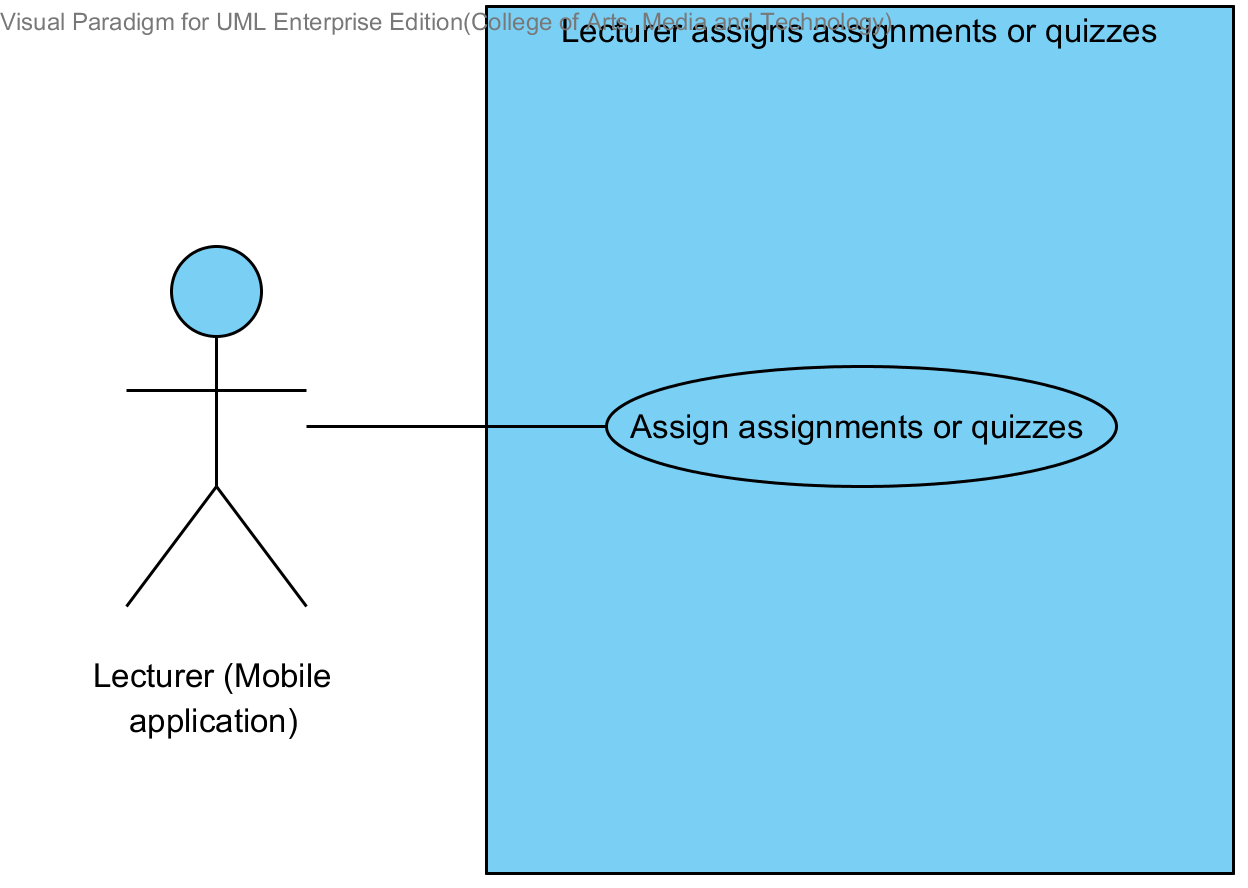 Visual Paradigm for UML Enterprise Edition(College of Arts, Media and Technology)
Lecturer assigns assignments or quizzes
Assign assignments or quizzes
Lecturer (Mobile
application)